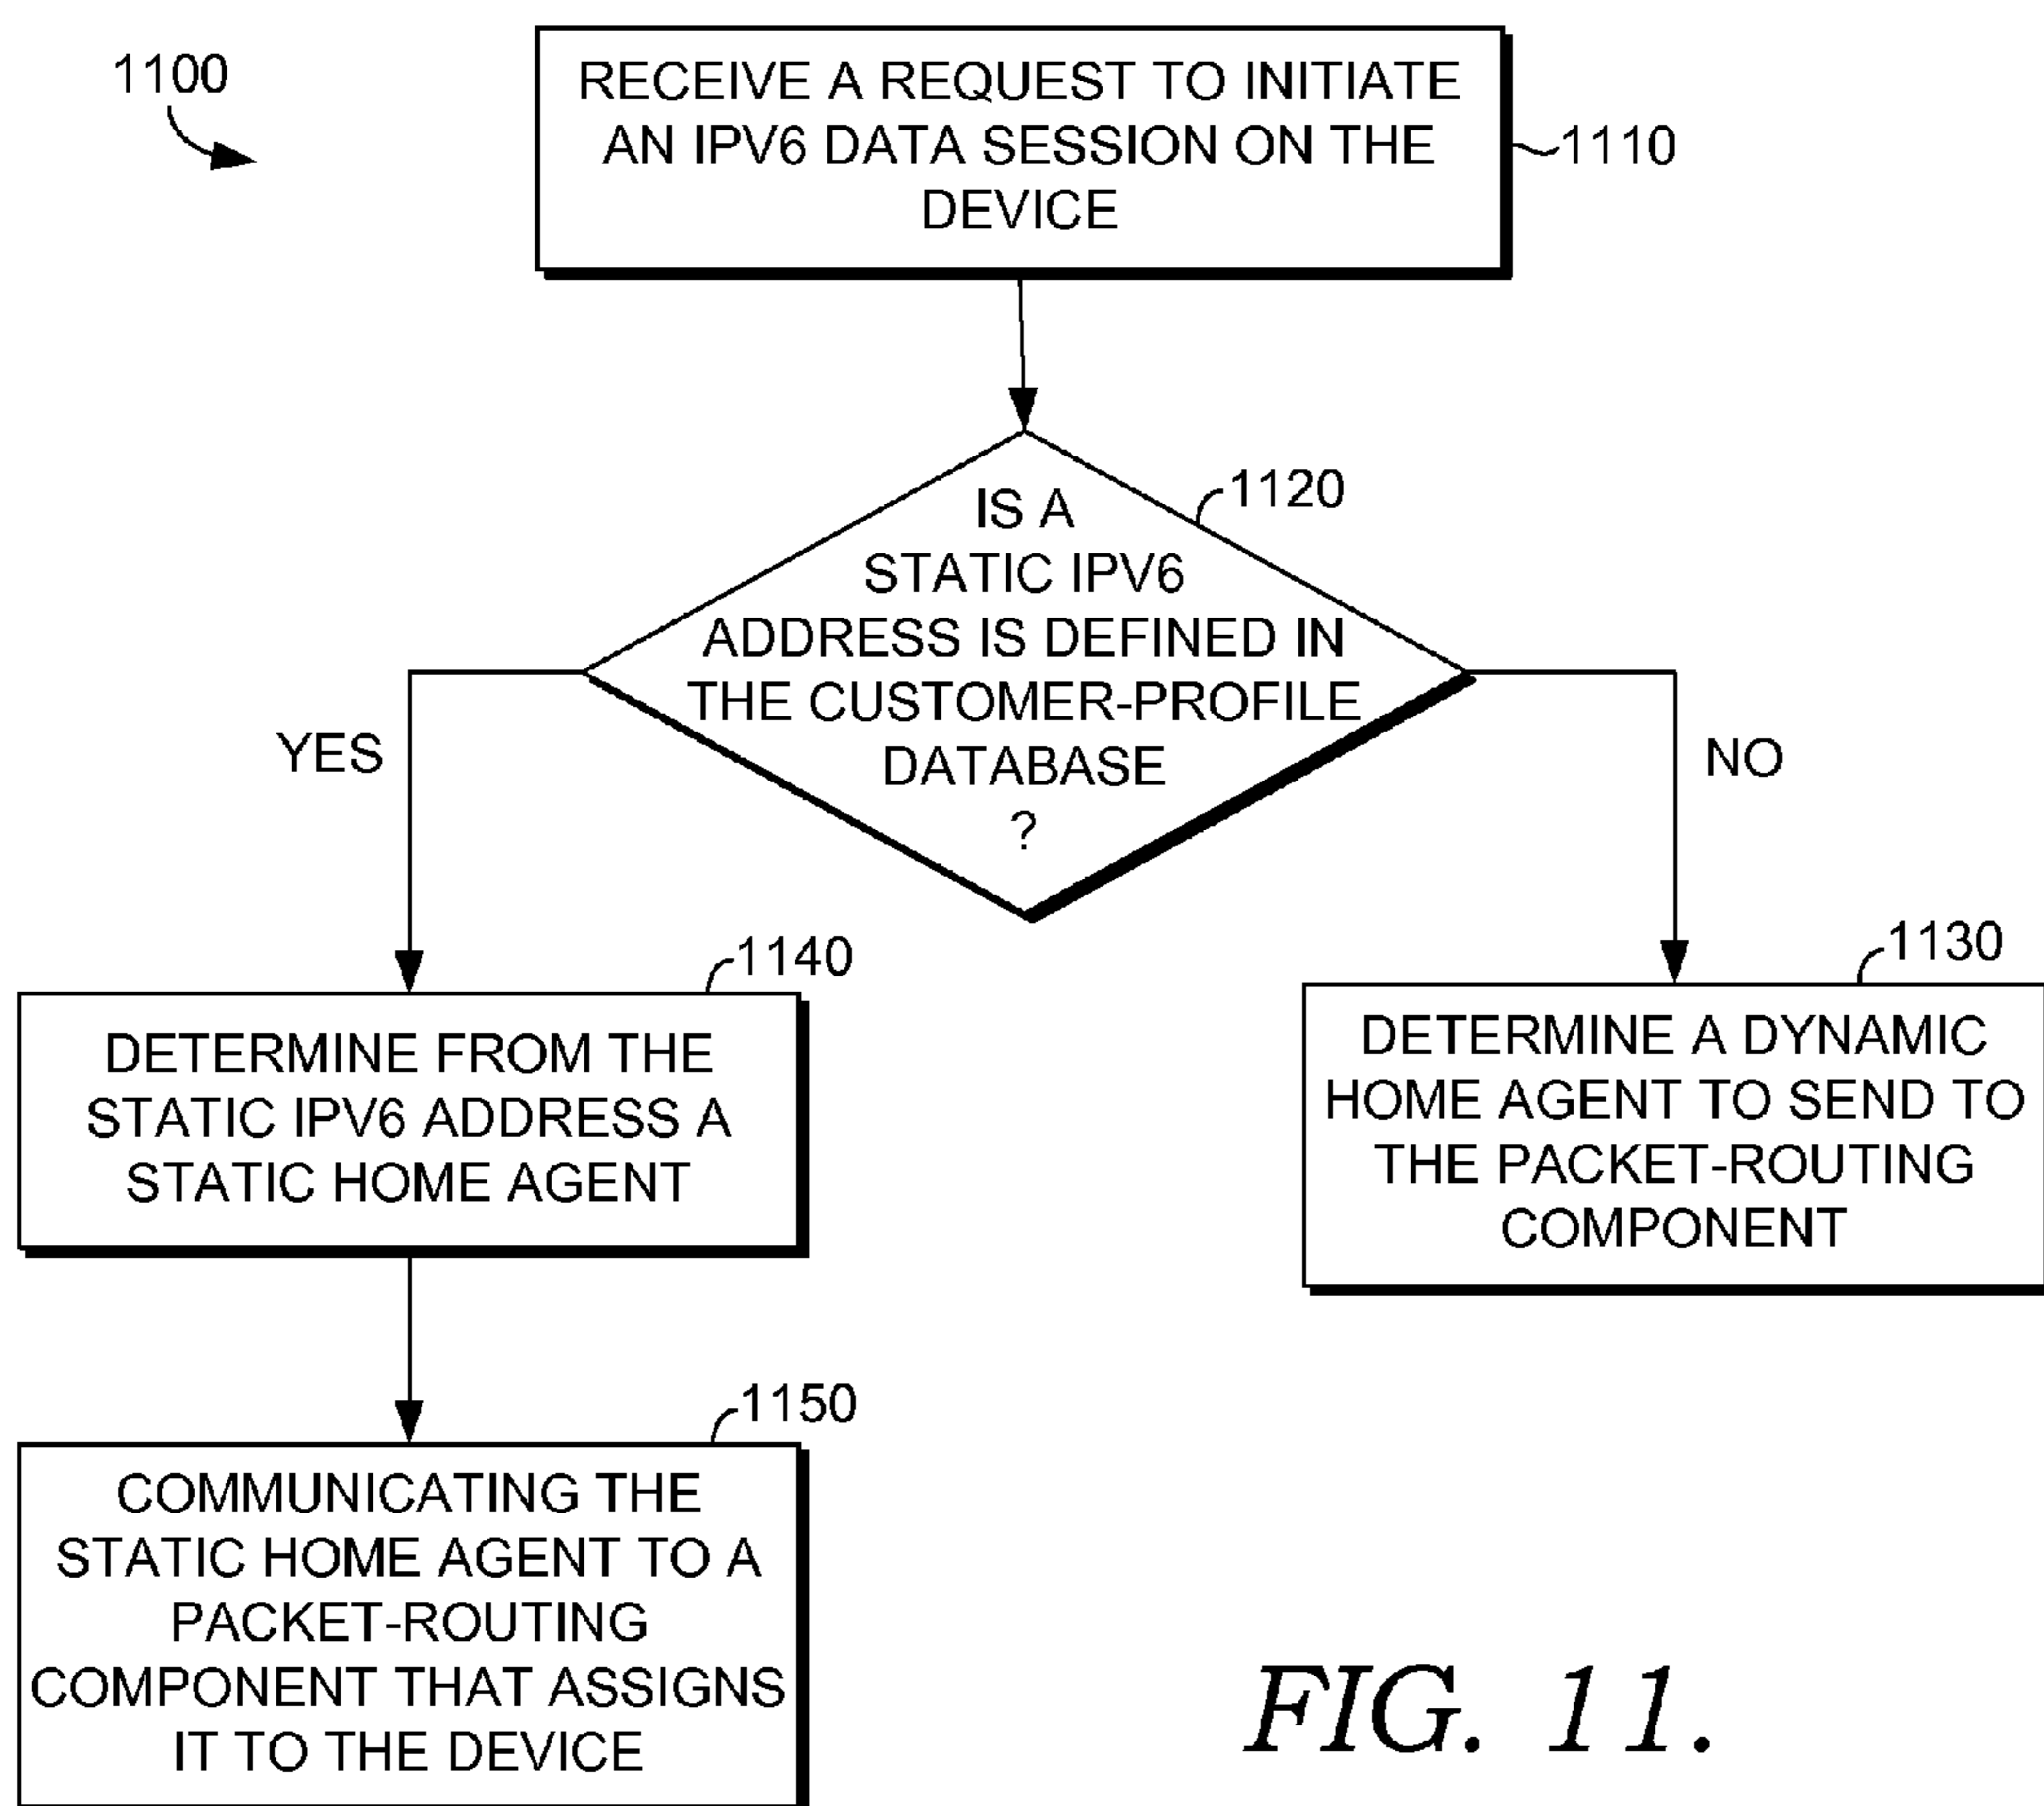 1100
RECEIVE A REQUEST TO INITIATE
AN IPV6 DATA SESSION ON THE
DEVICE
1110
1120
IS A
STATIC IPV6
ADDRESS IS DEFINED IN
THE CUSTOMER-PROFILE
DATABASE
?
YES
NO
1140
DETERMINE FROM THE
STATIC IPV6 ADDRESS A
STATIC HOME AGENT
1130
DETERMINE A DYNAMIC
HOME AGENT TO SEND TO
THE PACKET-ROUTING
COMPONENT
1150
COMMUNICATING THE
STATIC HOME AGENT TO A
PACKET-ROUTING
COMPONENT THAT ASSIGNS
IT TO THE DEVICE
FIG. 11.